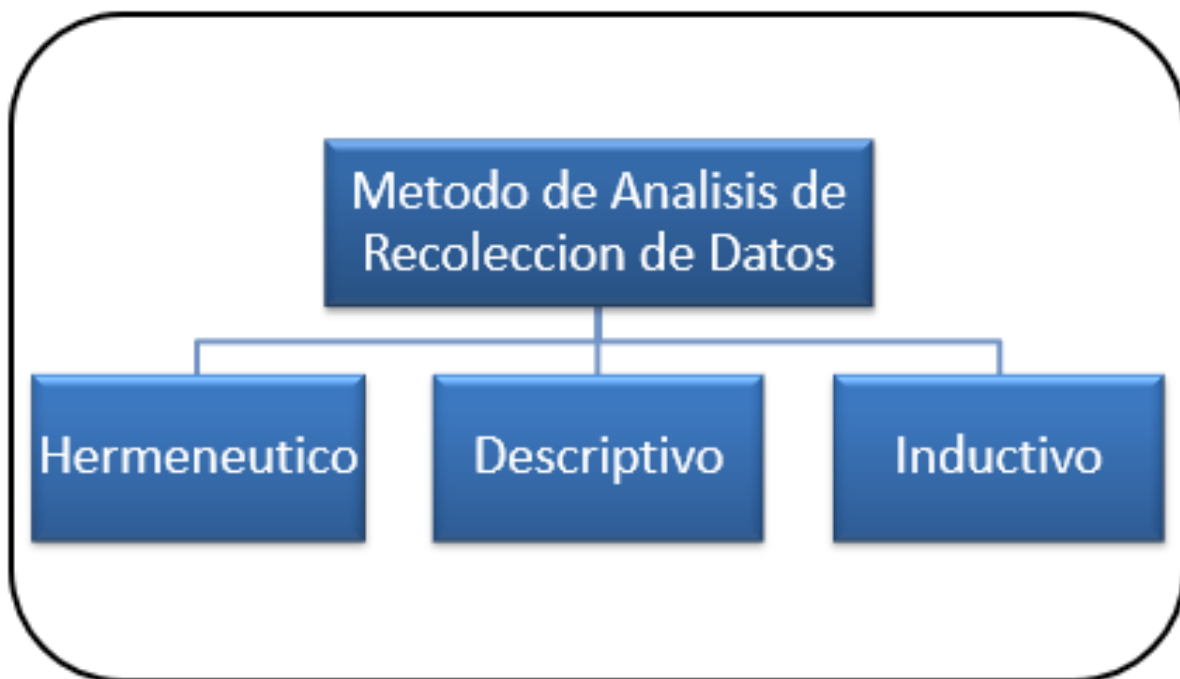 Metodo de Analisis de
Recoleccion de Datos
Hermeneutico
Descriptivo
Inductivo